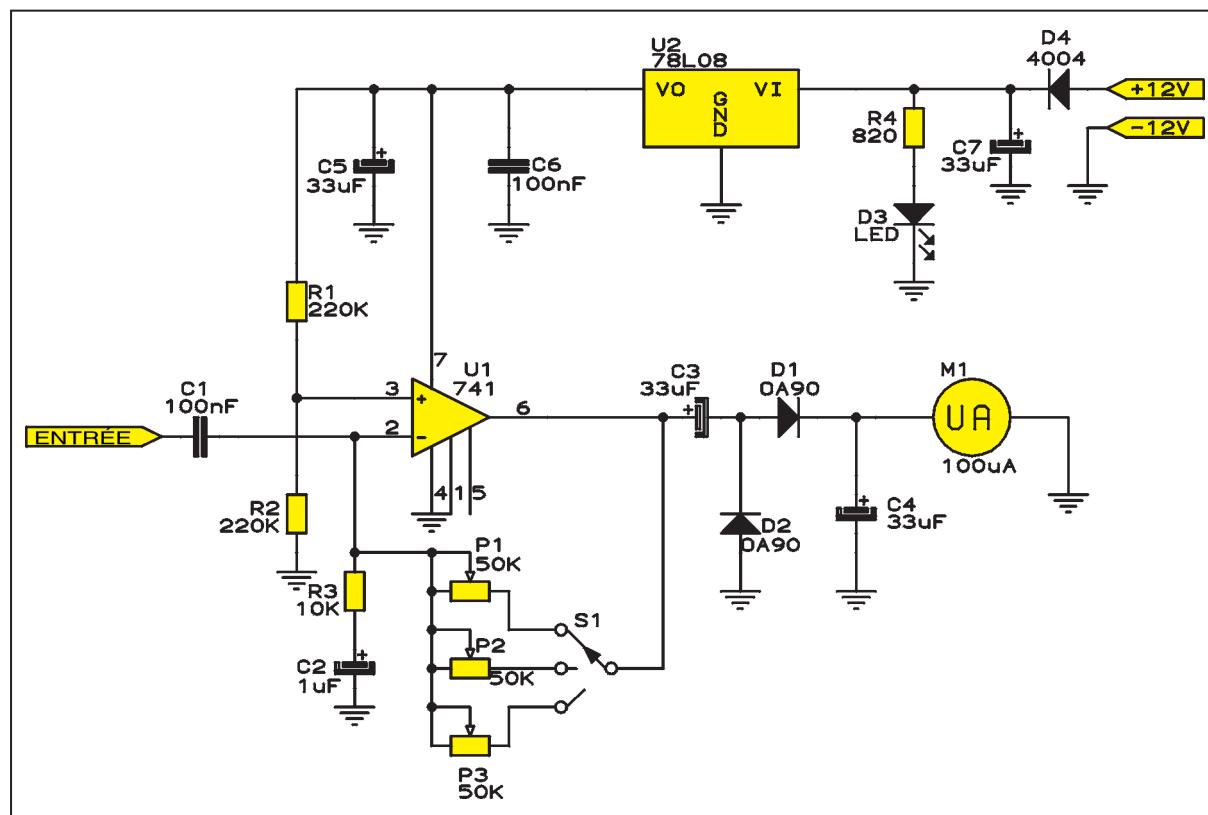 U2
78L08
VO
GND
VI
D4
4004
+12V
-12V
R4
820
C7
33uF
C5
33uF
C6
100nF
D3
LED
R1
220K
7
U1
741
C3
33uF
D1
0A90
M1
C1
100nF
3
+
6
+
UA
ENTRÉE
2
-
100uA
4
1
5
R2
220K
D2
0A90
C4
33uF
P1
50K
R3
10K
S1
P2
50K
C2
1uF
P3
50K